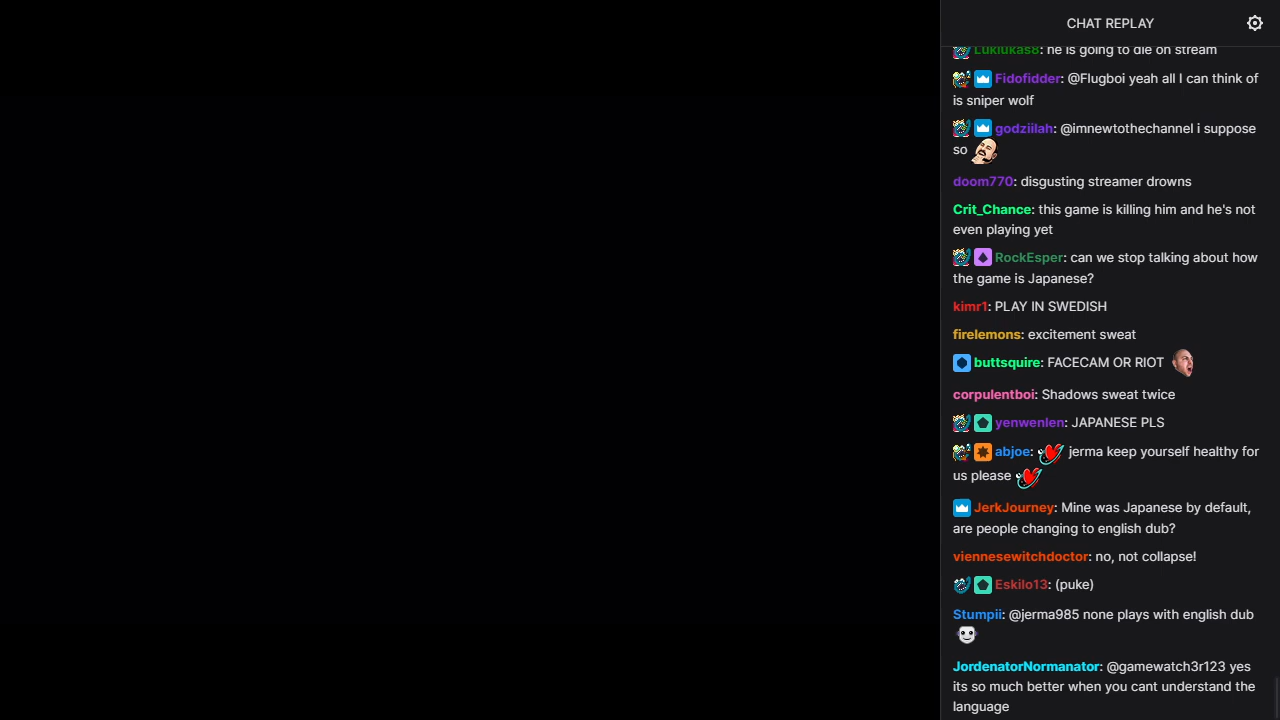 CHAT REPLAY
Luklukas8: he is going to die on stream
Fidofidder: @Flugboi yeah all I can think of
is sniper wolf
godziilah: @imnewtothechannel i suppose
so
doom770: disgusting streamer drowns
Crit_Chance: this game is killing him and he's not
even playing yet
RockEsper: can we stop talking about how
the game is Japanese?
kimr1: PLAY IN SWEDISH
firelemons: excitement sweat
buttsquire: FACECAM OR RIOT
corpulentboi: Shadows sweat twice
yenwenlen: JAPANESE PLS
abjoe: jerma keep yourself healthy for
us please
JerkJourney: Mine was Japanese by default,
are people changing to english dub?
viennesewitchdoctor: no, not collapse!
Eskilo13: (puke)
Stumpii: @jerma985 none plays with english dub
JordenatorNormanator: @gamewatch3r123 yes
its so much better when you cant understand the
language